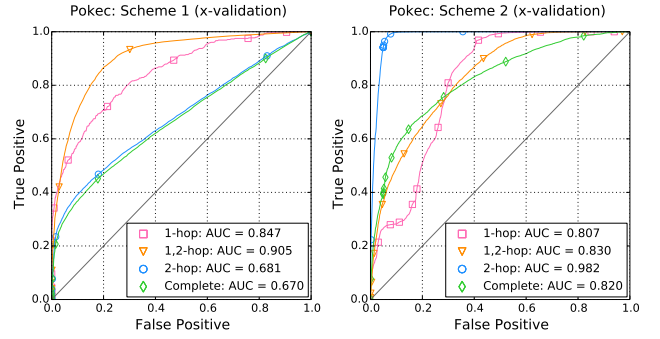 Pokec: Scheme 1 (x-validation)
1.0
0.8
0.6
0.4
0.2
0.0
0.0 0.2 0.4 0.6 0.8 1.0
True Positive
False Positive
1-hop: AUC = 0.847
1,2-hop: AUC = 0.905
2-hop: AUC = 0.681
Complete: AUC = 0.670
Pokec: Scheme 2 (x-validation)
1.0
0.8
0.6
0.4
0.2
0.0
0.0 0.2 0.4 0.6 0.8 1.0
True Positive
False Positive
1-hop: AUC = 0.807
1,2-hop: AUC = 0.830
2-hop: AUC = 0.982
Complete: AUC = 0.820